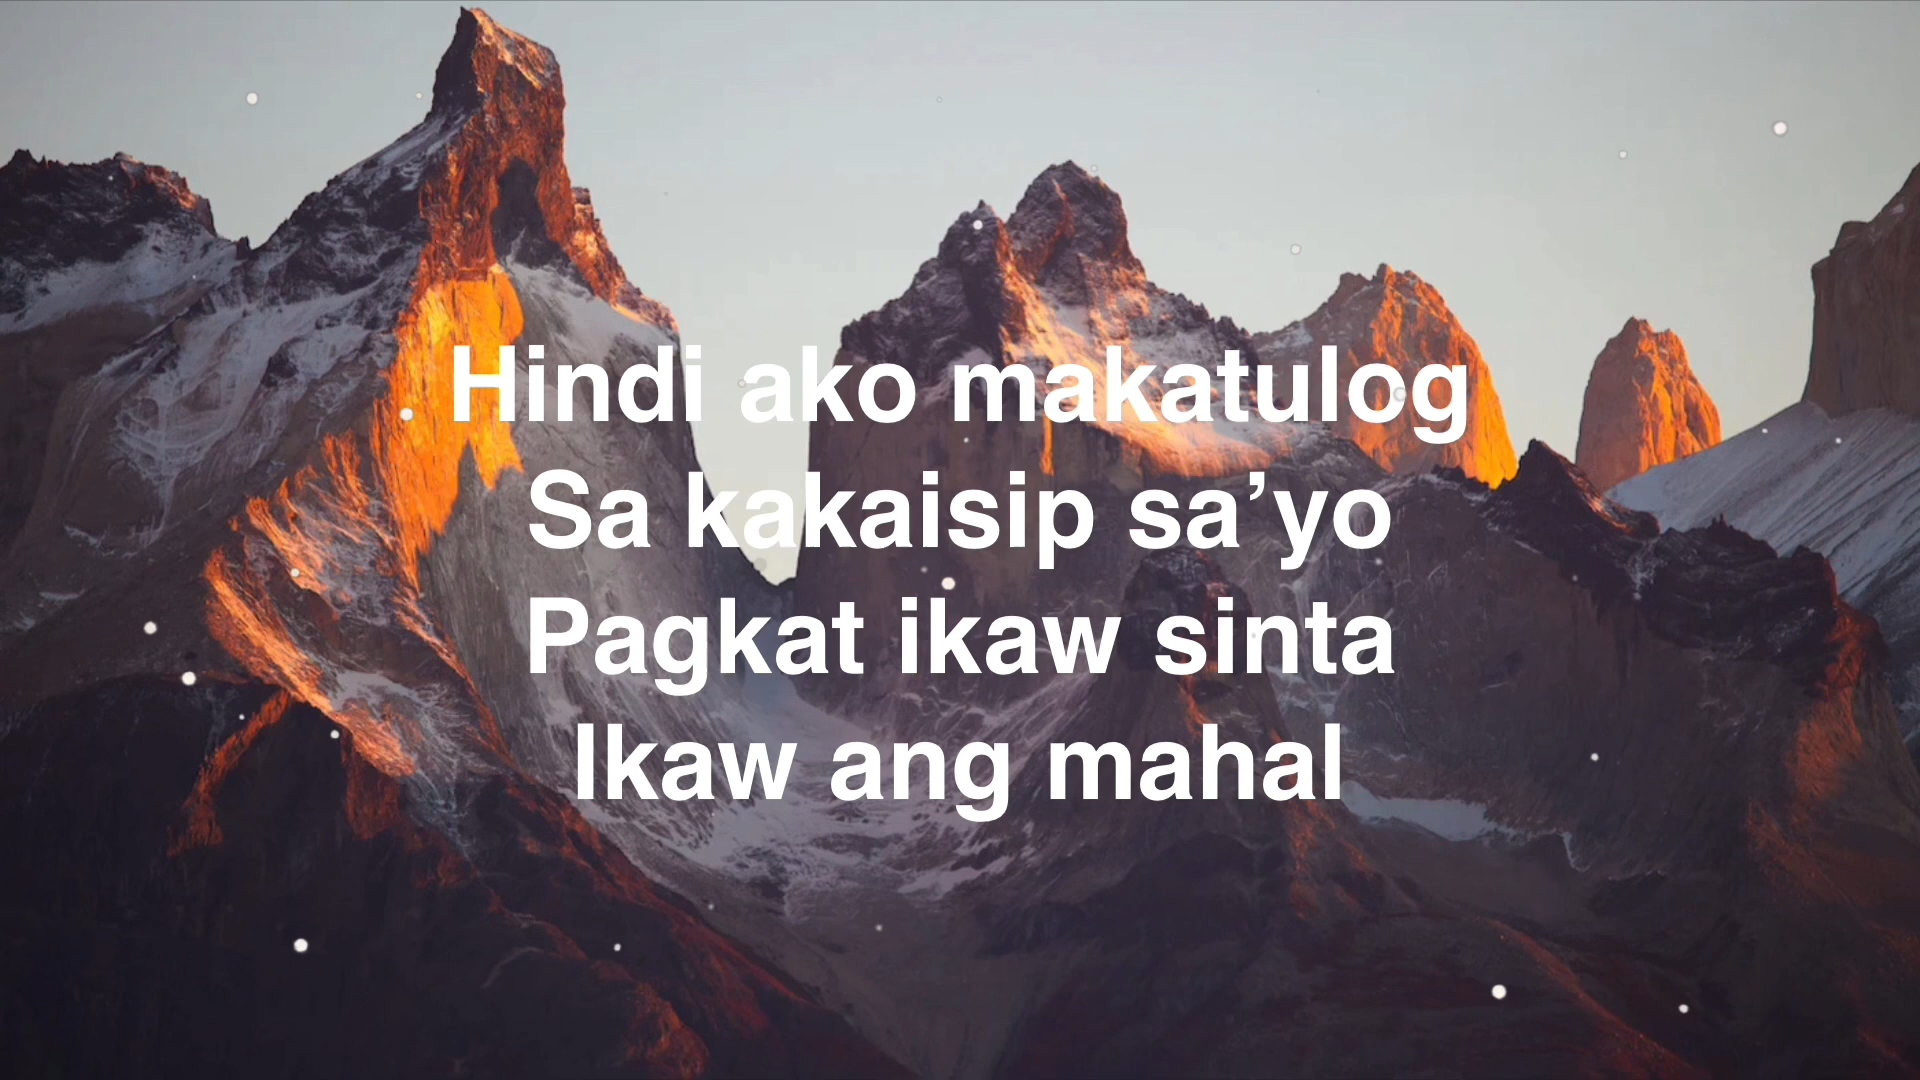 Hindi ako makatulog
Sa kakaisip sa’yo
Pagkat ikaw sinta
Ikaw ang mahal